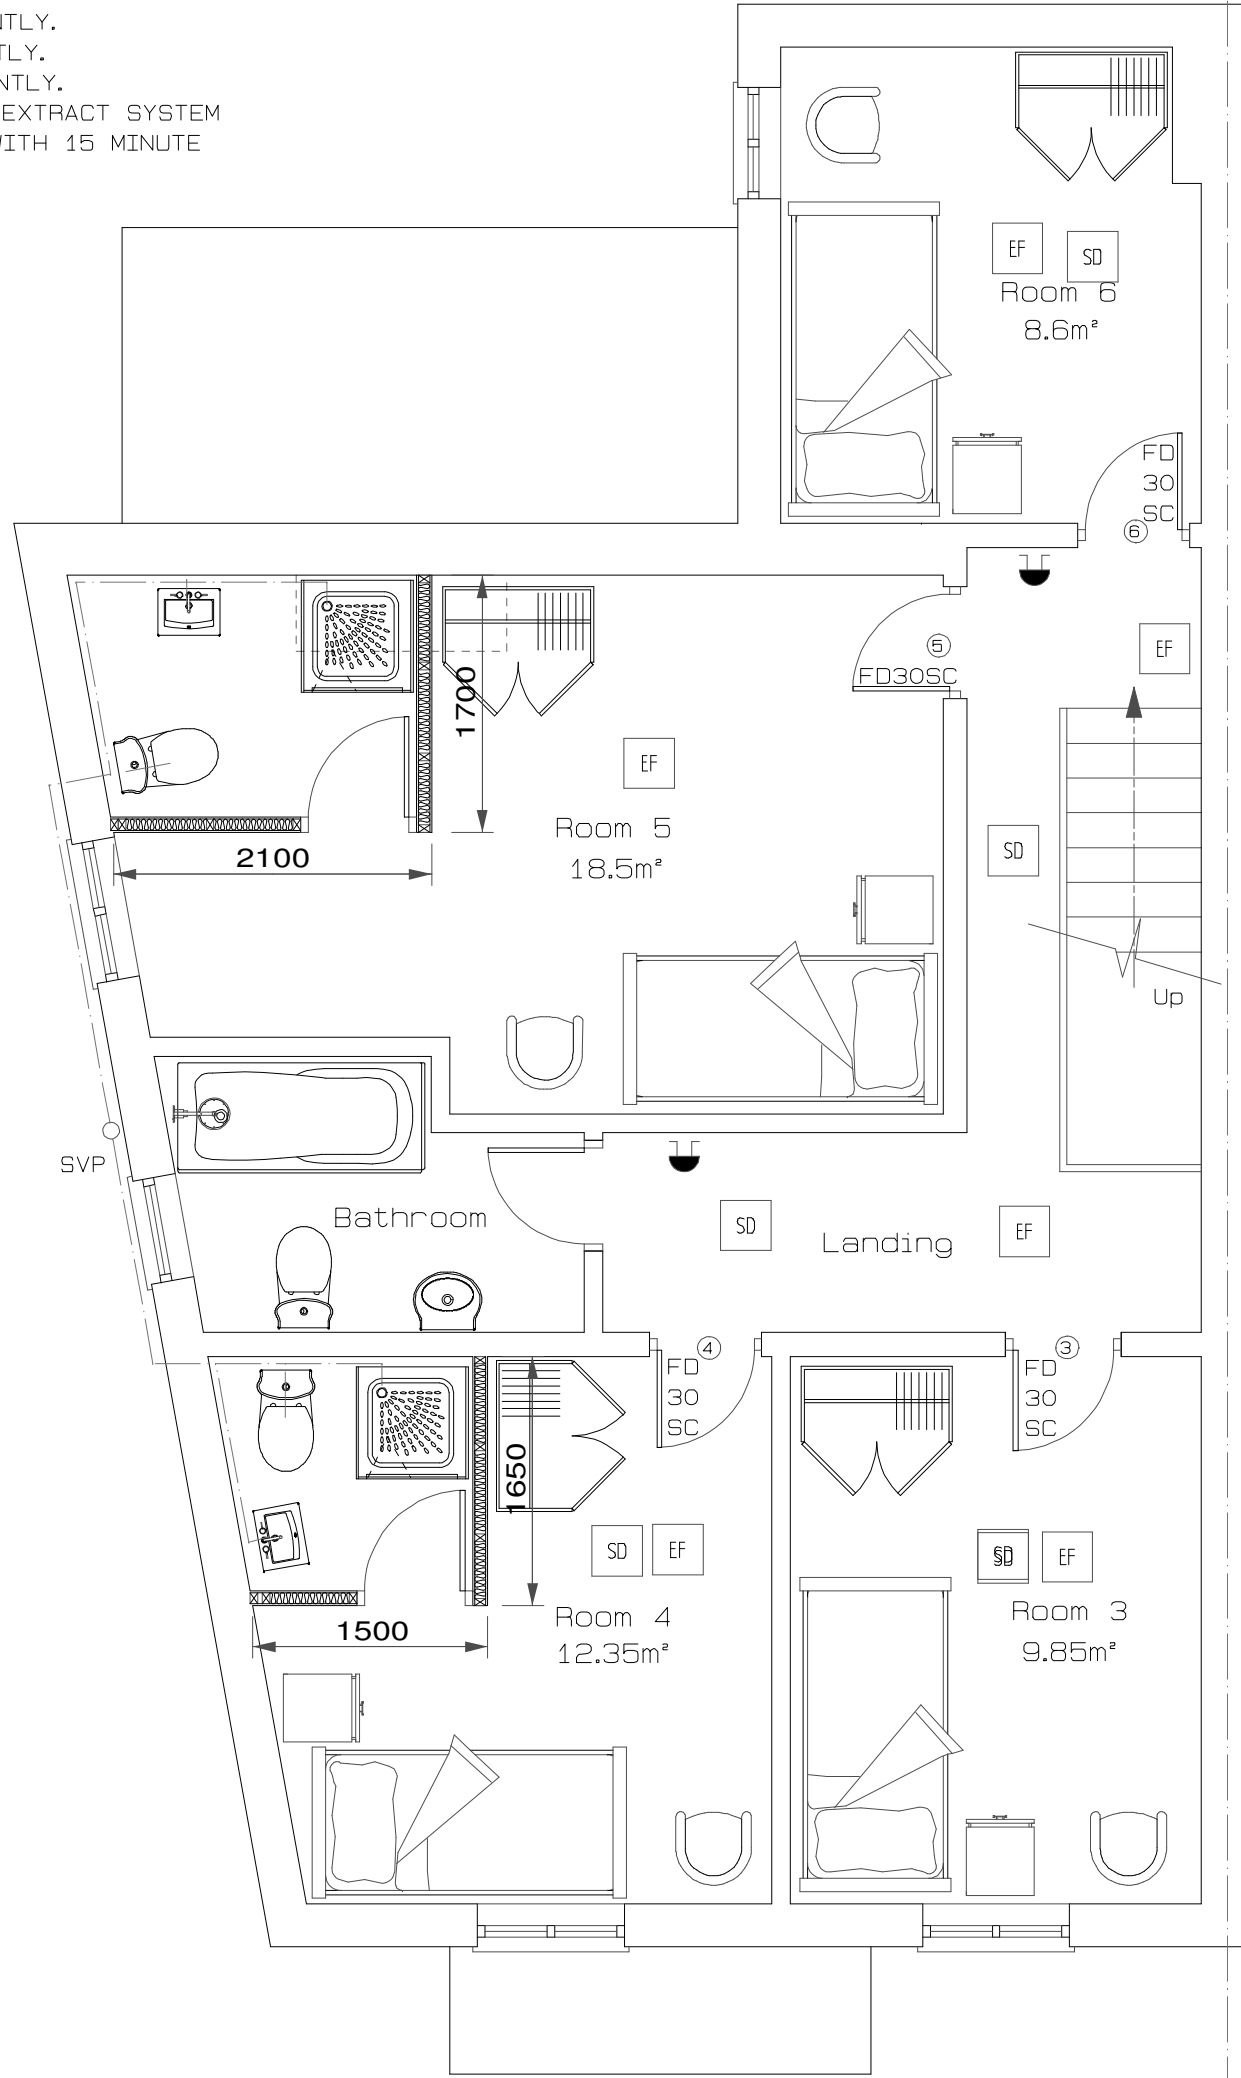 NTLY.
TLY.
NTLY.
EXTRACT SYSTEM
WITH 15 MINUTE
EF
SD
Room 6
8.6m²
FD
30
SC
6
5
FD30SC
EF
1700
EF
Room 5
18.5m²
2100
SD
Up
SVP
Bathroom
SD
Landing
EF
4
FD
30
SC
3
FD
30
SC
1650
SD
EF
Room 4
12.35m²
1500
SD
EF
Room 3
9.85m²